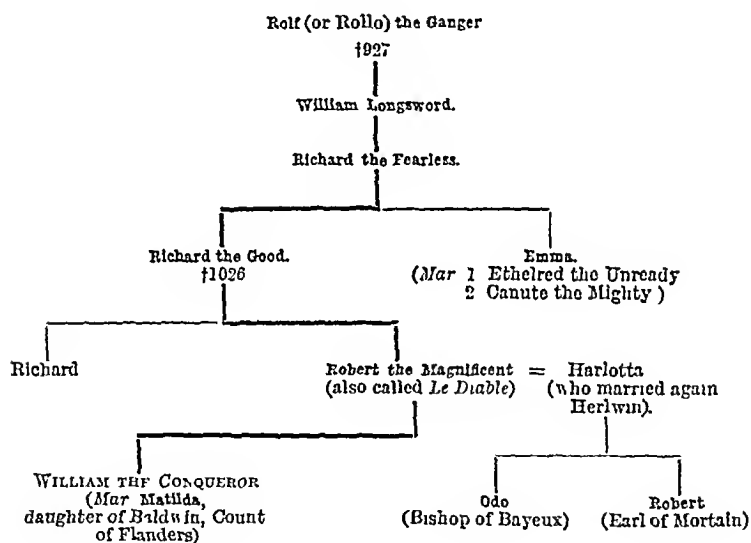 Rolf (or Rollo) the Ganger
†927
William Longsword.
Richard the Fearless.
Richard the Good.
†1026
Emma.
(Mar 1 Ethelred the Unready
2 Canute the Mighty)
Richard
Robert the Magnificent = Harlotta
(also called Le Diable) (who married again
Herlwin).
WILLIAM THE CONQUEROR
(Mar Matilda,
daughter of Baldwin, Count
of Flanders)
Odo
(Bishop of Bayeux)
Robert
(Earl of Mortain)